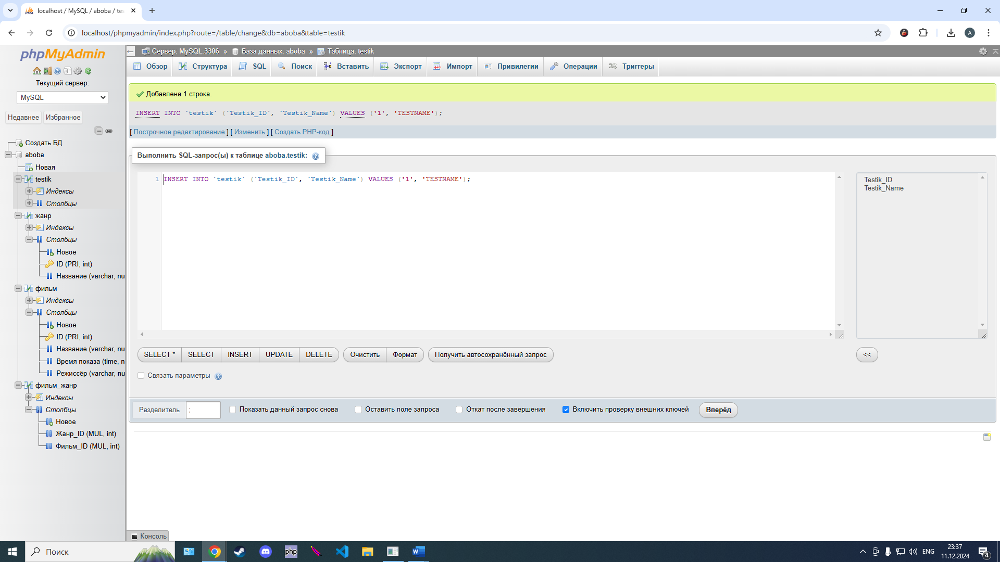 localhost / MySQL / aboba / tes
localhost/phpmyadmin/index.php?route=/table/change&db=aboba&table=testik
A
phpMyAdmin
Текущий сервер:
MySQL
Недавнее
Избранное
Создать БД
aboba
Новая
testik
Индексы
Столбцы
жанр
Индексы
Столбцы
Новое
ID (PRI, int)
Название (varchar, nu
фильм
Индексы
Столбцы
Новое
ID (PRI, int)
Название (varchar, nu
Время показа (time, n
Режиссёр (varchar, nu
фильм_жанр
Индексы
Столбцы
Новое
Жанр_ID (MUL, int)
Фильм_ID (MUL, int)
Сервер: MySQL:3306 » База данных: aboba » Таблица: testik
Обзор Структура SQL Поиск Вставить Экспорт Импорт Привилегии Операции Триггеры
Добавлена 1 строка.
INSERT INTO `testik` (`Testik_ID`, `Testik_Name`) VALUES ('1', 'TESTNAME');
[ Построчное редактирование ] [ Изменить ] [ Создать PHP-код ]
Выполнить SQL-запрос(ы) к таблице aboba.testik:
1 INSERT INTO `testik` (`Testik_ID`, `Testik_Name`) VALUES ('1', 'TESTNAME');
Testik_ID
Testik_Name
SELECT * SELECT INSERT UPDATE DELETE Очистить Формат Получить автосохранённый запрос <<
Связать параметры
Разделитель ; Показать данный запрос снова Оставить поле запроса Откат после завершения Включить проверку внешних ключей Вперёд
Консоль
Поиск
php
ENG
23:37
11.12.2024
4